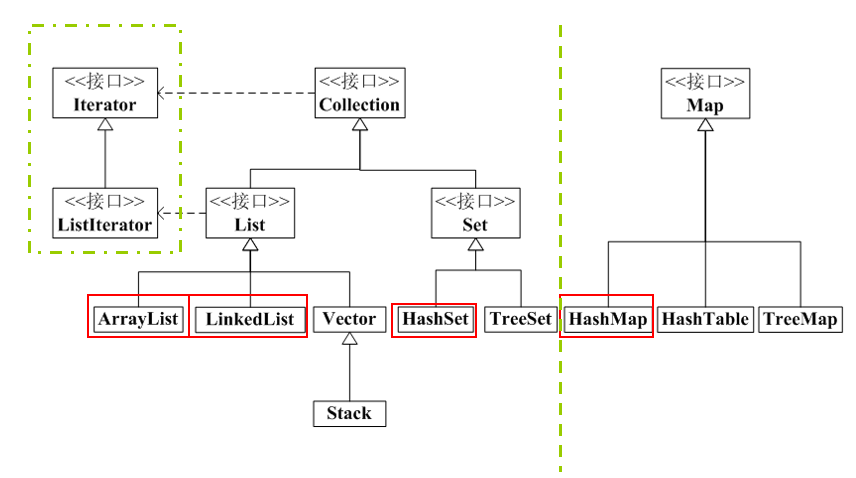 <<接口>>
Iterator
<<接口>>
Collection
<<接口>>
Map
<<接口>>
ListIterator
<<接口>>
List
<<接口>>
Set
ArrayList
LinkedList
Vector
HashSet
TreeSet
HashMap
HashTable
TreeMap
Stack